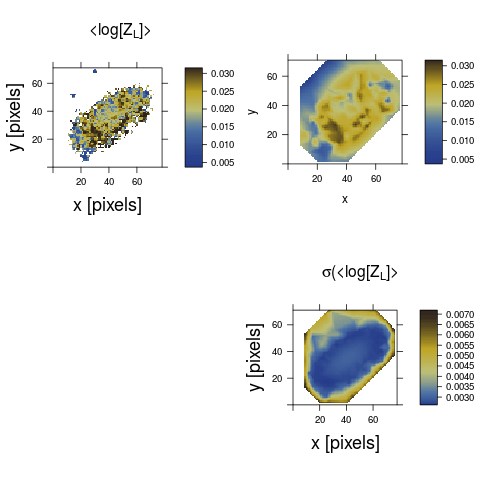 <log[Z_L]>
60
40
20
20 40 60
y [pixels]
x [pixels]
0.030
0.025
0.020
0.015
0.010
0.005
60
40
20
20 40 60
y
x
0.030
0.025
0.020
0.015
0.010
0.005
σ(<log[Z_L]>
60
40
20
20 40 60
y [pixels]
x [pixels]
0.0070
0.0065
0.0060
0.0055
0.0050
0.0045
0.0040
0.0035
0.0030